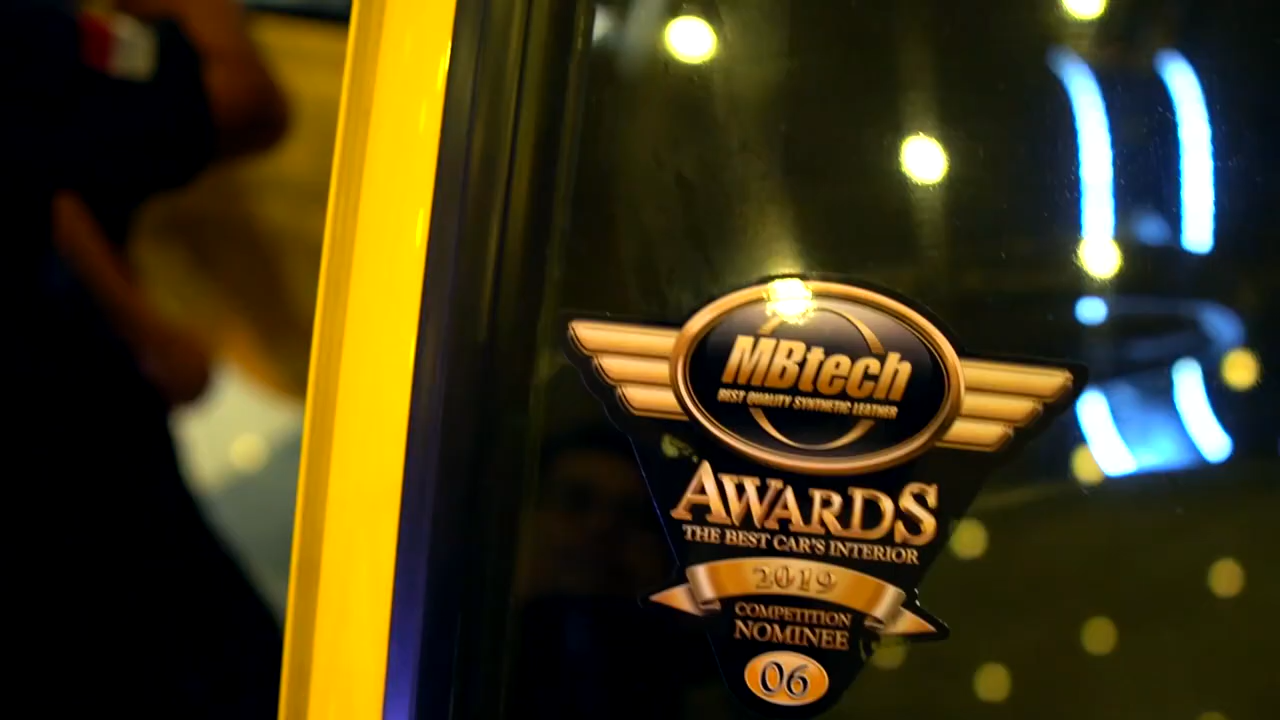 MBtech
BEST QUALITY SYNTHETIC LEATHER
AWARDS
THE BEST CAR'S INTERIOR
2019
COMPETITION
NOMINEE
06